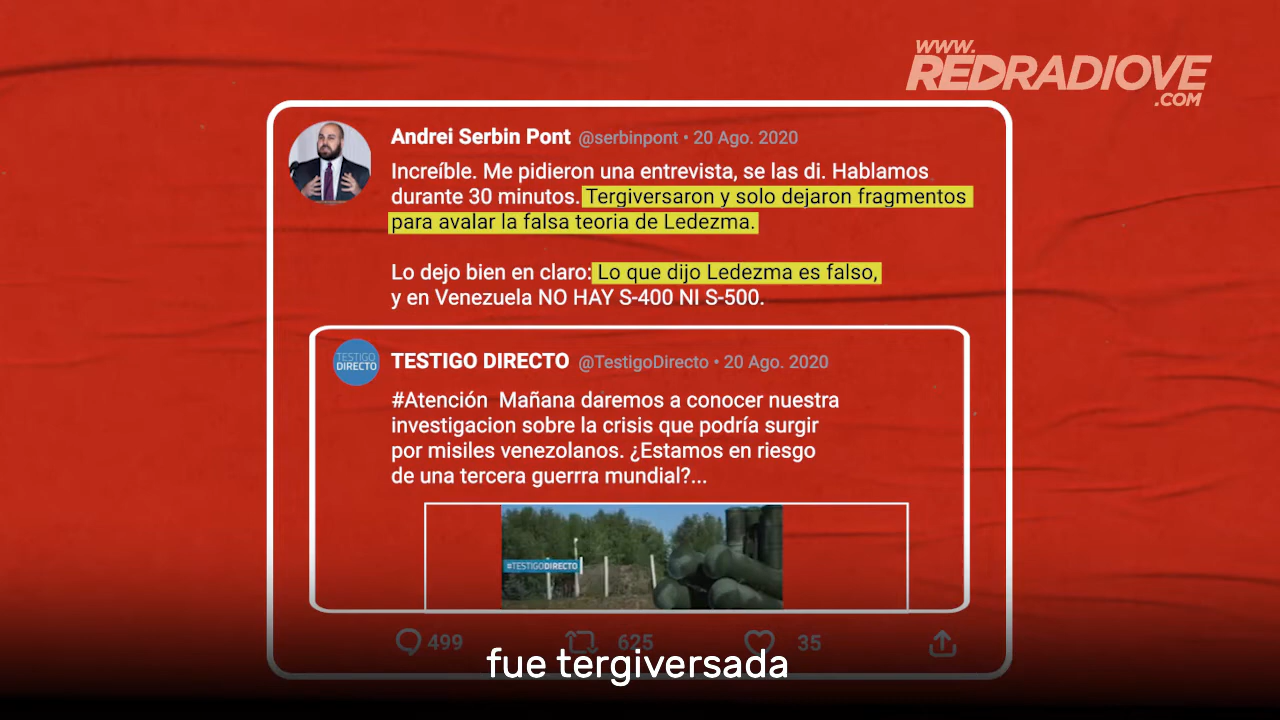 WWW.
REDRADIOVE
.COM
Andrei Serbin Pont @serbinpont • 20 Ago. 2020
Increíble. Me pidieron una entrevista, se las di. Hablamos
durante 30 minutos. Tergiversaron y solo dejaron fragmentos
para avalar la falsa teoria de Ledezma.
Lo dejo bien en claro: Lo que dijo Ledezma es falso,
y en Venezuela NO HAY S-400 NI S-500.
TESTIGO
DIRECTO
TESTIGO DIRECTO @TestigoDirecto • 20 Ago. 2020
#Atención Mañana daremos a conocer nuestra
investigacion sobre la crisis que podría surgir
por misiles venezolanos. ¿Estamos en riesgo
de una tercera guerrra mundial?...
#TESTIGODIRECTO
499 625 35
fue tergiversada